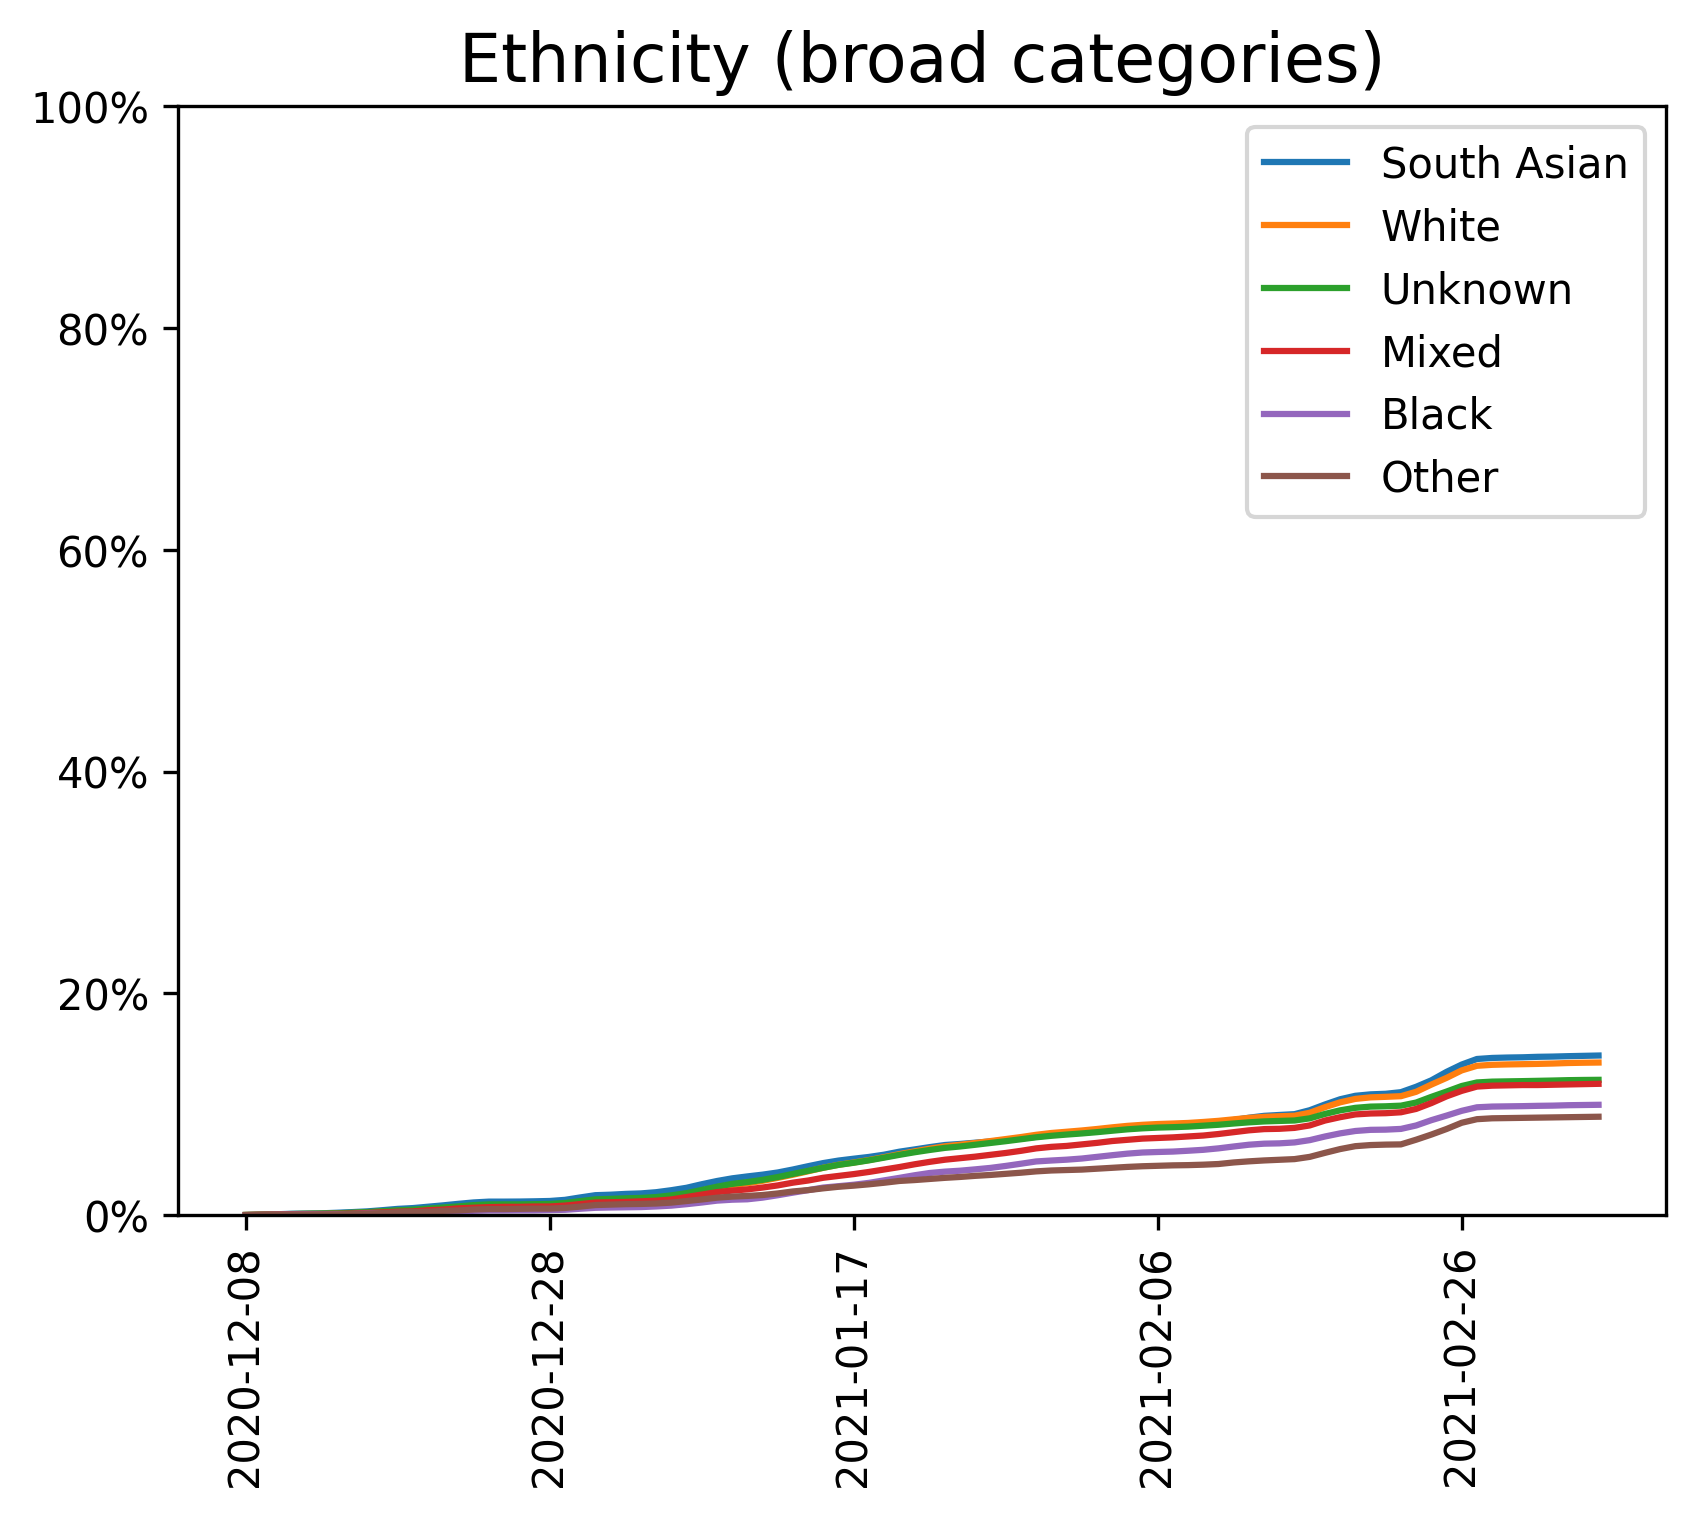 Ethnicity (broad categories)
100%
80%
60%
40%
20%
0%
South Asian
White
Unknown
Mixed
Black
Other
2020-12-08
2020-12-28
2021-01-17
2021-02-06
2021-02-26